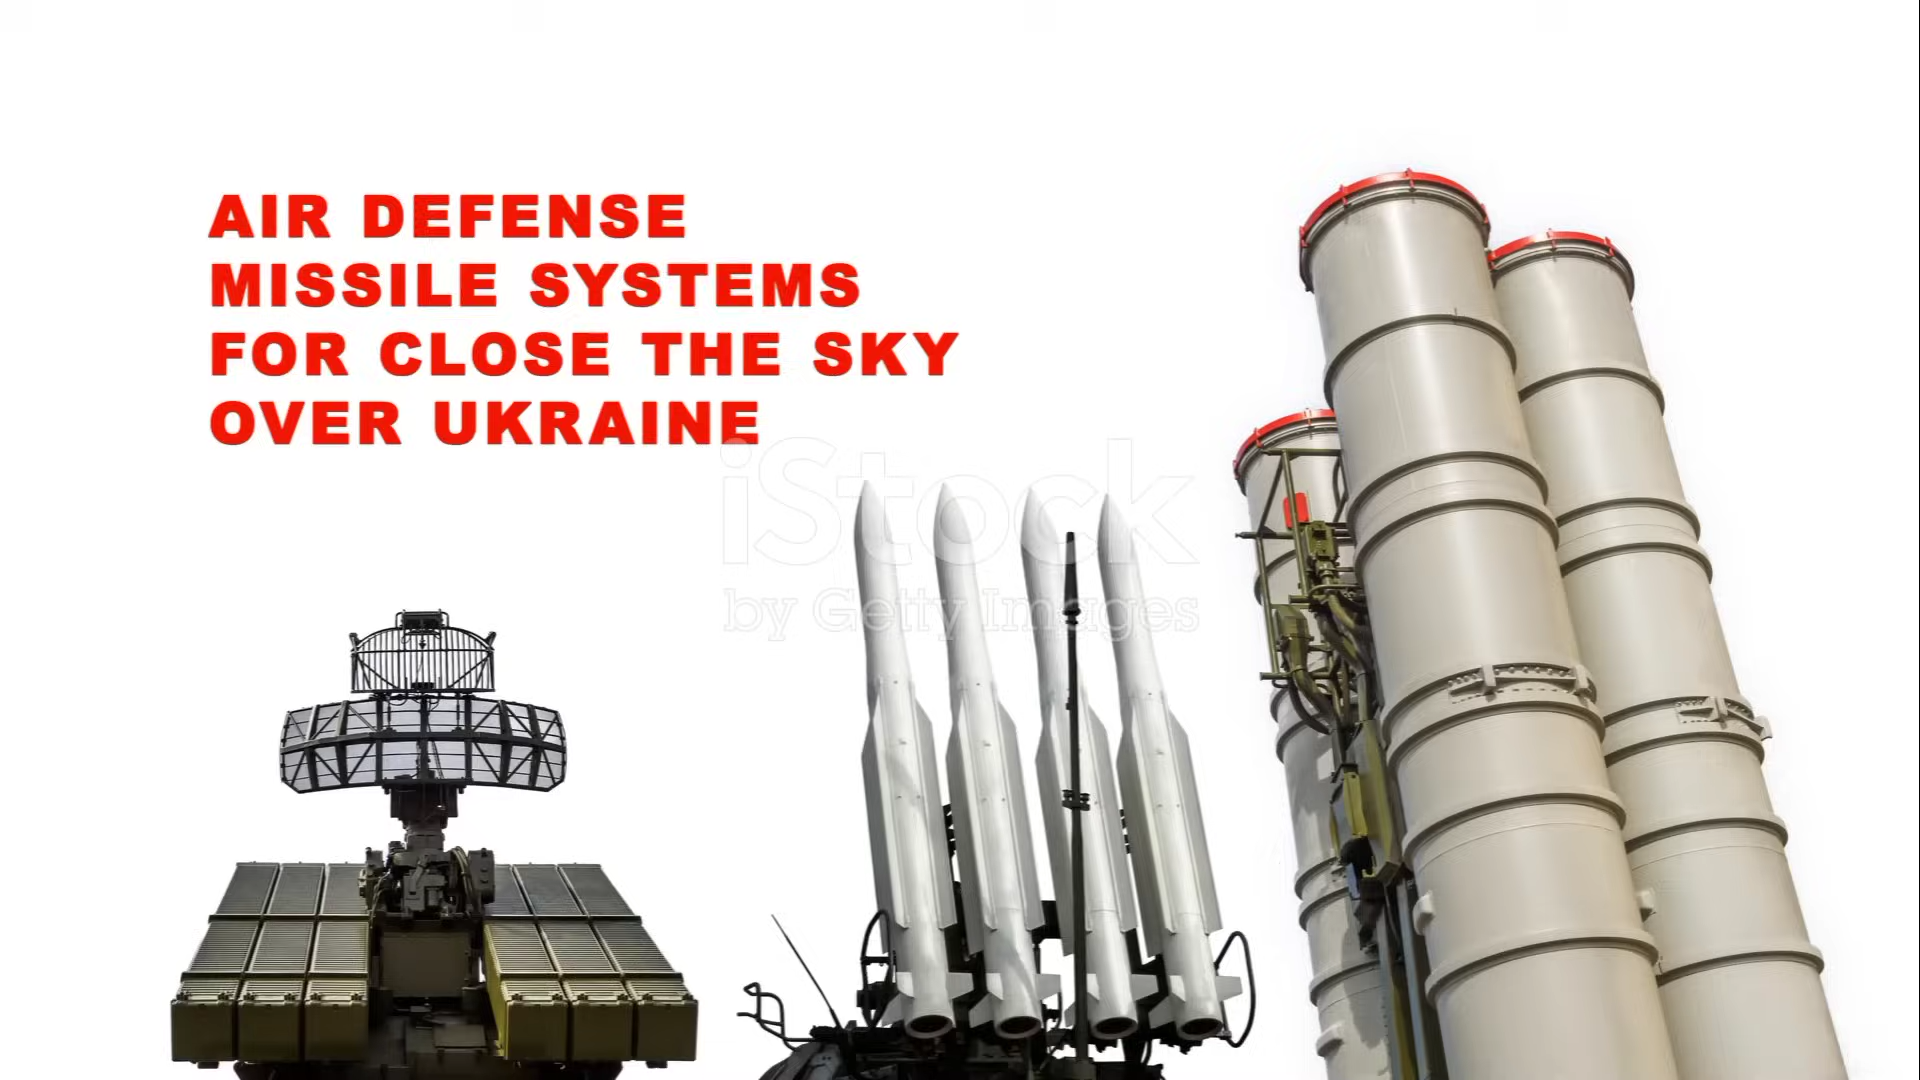 AIR DEFENSE
MISSILE SYSTEMS
FOR CLOSE THE SKY
OVER UKRAINE
iStock
by Getty Images